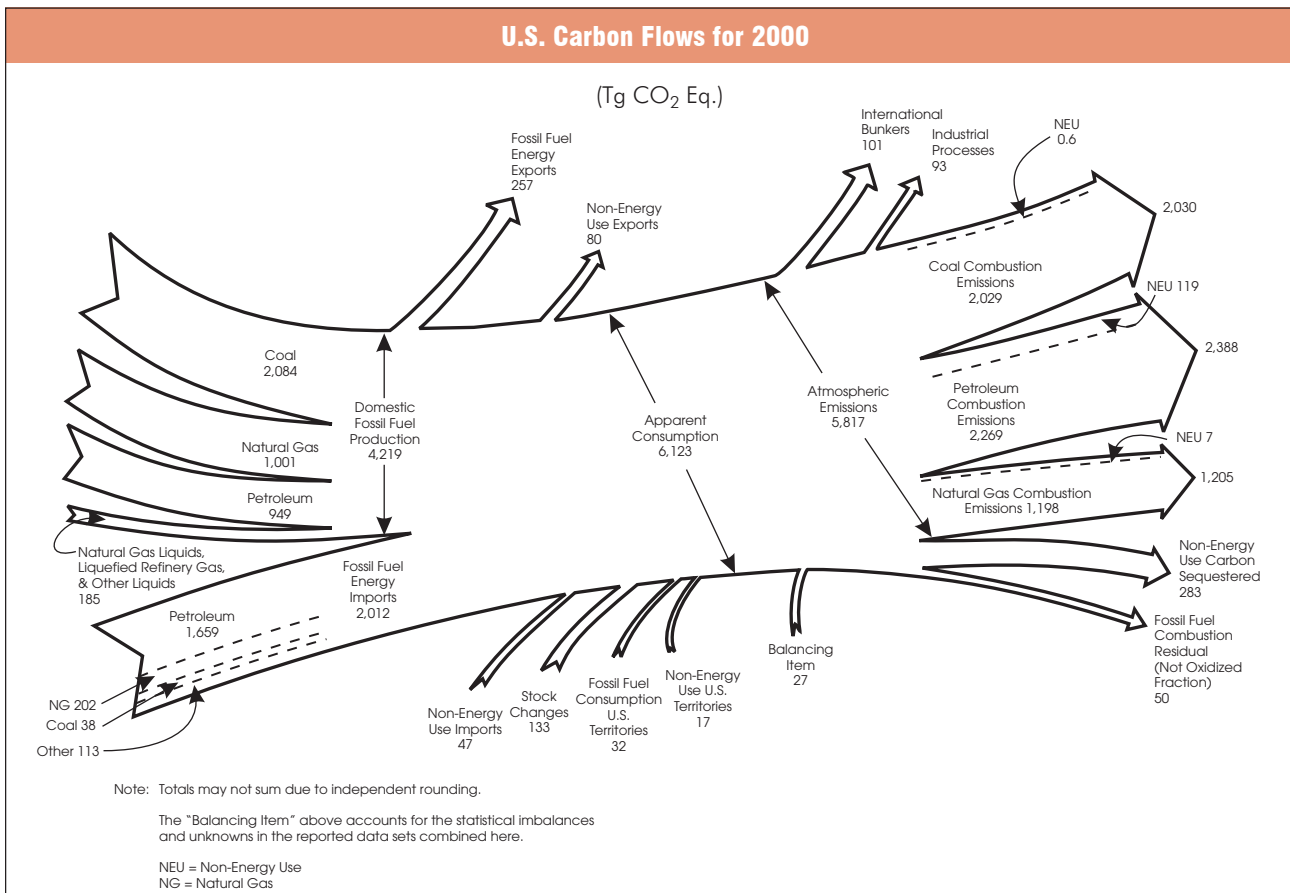 U.S. Carbon Flows for 2000
(Tg CO₂ Eq.)
Fossil Fuel
Energy
Exports
257
Non-Energy
Use Exports
80
International
Bunkers
101
Industrial
Processes
93
NEU
0.6
2,030
Coal Combustion
Emissions
2,029
NEU 119
2,388
Petroleum
Combustion
Emissions
2,269
NEU 7
1,205
Natural Gas Combustion
Emissions 1,198
Coal
2,084
Natural Gas
1,001
Petroleum
949
Domestic
Fossil Fuel
Production
4,219
Apparent
Consumption
6,123
Atmospheric
Emissions
5,817
Natural Gas Liquids,
Liquefied Refinery Gas,
& Other Liquids
185
Fossil Fuel
Energy
Imports
2,012
Petroleum
1,659
NG 202
Coal 38
Other 113
Non-Energy
Use Imports
47
Stock
Changes
133
Fossil Fuel
Consumption
U.S.
Territories
32
Non-Energy
Use U.S.
Territories
17
Balancing
Item
27
Non-Energy
Use Carbon
Sequestered
283
Fossil Fuel
Combustion
Residual
(Not Oxidized
Fraction)
50
Note: Totals may not sum due to independent rounding.
The “Balancing Item” above accounts for the statistical imbalances
and unknowns in the reported data sets combined here.
NEU = Non-Energy Use
NG = Natural Gas